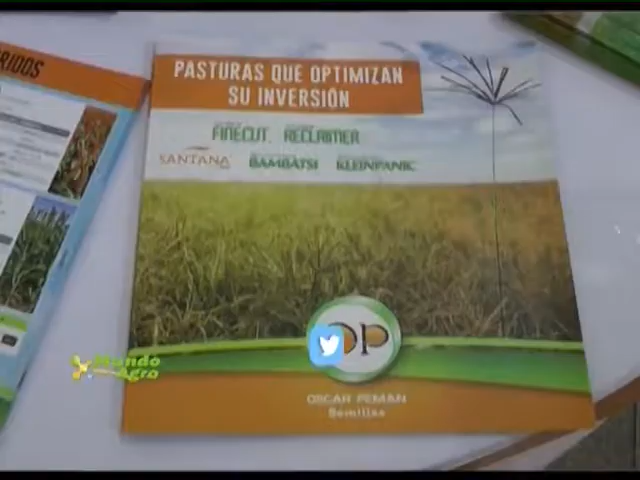 RIDOS
PASTURAS QUE OPTIMIZAN
SU INVERSIÓN
FINECUT. RECLAIMER
SANTANA BAMBATSI KLEINPANIC
OP
Mundo
Agro
OSCAR PEMAN
Semillas